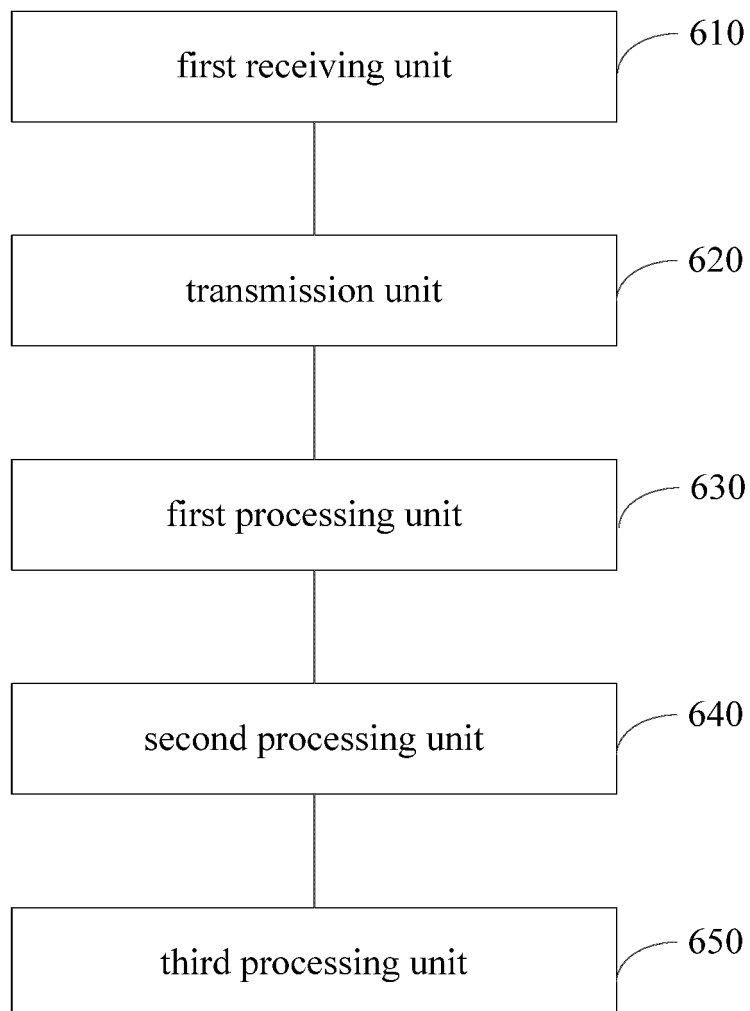 first receiving unit
610
transmission unit
620
first processing unit
630
second processing unit
640
third processing unit
650